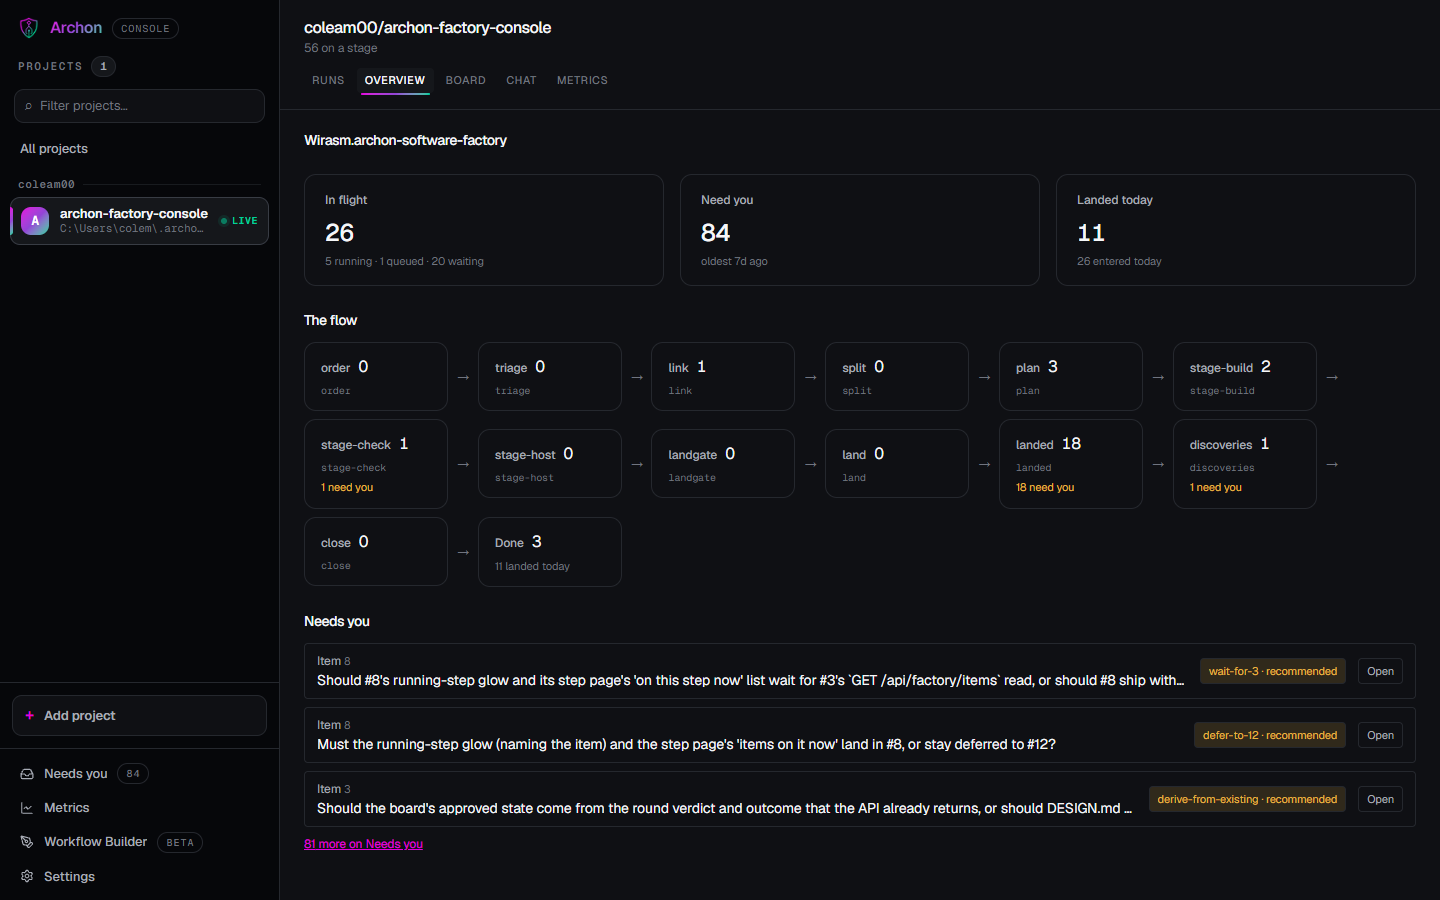 Archon CONSOLE
PROJECTS 1
Filter projects...
All projects
coleam00
A
archon-factory-console
C:\Users\colem\.archo…
LIVE
Add project
Needs you 84
Metrics
Workflow Builder BETA
Settings
coleam00/archon-factory-console
56 on a stage
RUNS OVERVIEW BOARD CHAT METRICS
Wirasm.archon-software-factory
In flight
26
5 running · 1 queued · 20 waiting
Need you
84
oldest 7d ago
Landed today
11
26 entered today
The flow
order 0
order
→
triage 0
triage
→
link 1
link
→
split 0
split
→
plan 3
plan
→
stage-build 2
stage-build
→
stage-check 1
stage-check
1 need you
stage-host 0
stage-host
→
landgate 0
landgate
→
land 0
land
→
landed 18
landed
18 need you
→
discoveries 1
discoveries
1 need you
→
close 0
close
→
Done 3
11 landed today
Needs you
Item 8
Should #8's running-step glow and its step page's 'on this step now' list wait for #3's `GET /api/factory/items` read, or should #8 ship with…
wait-for-3 · recommended
Open
Item 8
Must the running-step glow (naming the item) and the step page's 'items on it now' land in #8, or stay deferred to #12?
defer-to-12 · recommended
Open
Item 3
Should the board's approved state come from the round verdict and outcome that the API already returns, or should DESIGN.md …
derive-from-existing · recommended
Open
81 more on Needs you